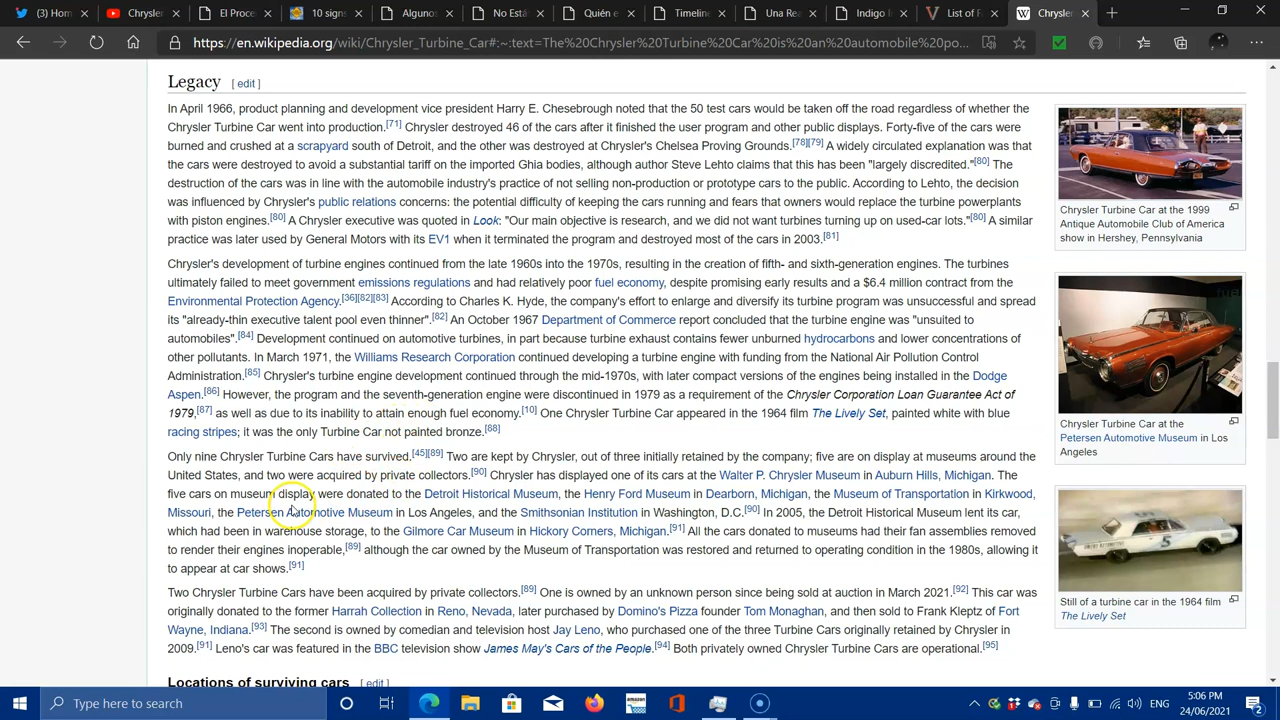 (3) Ho
Chrysler
El Proce
10 signs
Algunos
No Está
Quién e
Timeline
Una Re
Indigo l
List of F
Chrysler
https://en.wikipedia.org/wiki/Chrysler_Turbine_Car#:~:text=The%20Chrysler%20Turbine%20Car%20is%20an%20automobile%20po...
Legacy [ edit ]
In April 1966, product planning and development vice president Harry E. Chesebrough noted that the 50 test cars would be taken off the road regardless of whether the
Chrysler Turbine Car went into production.[71] Chrysler destroyed 46 of the cars after it finished the user program and other public displays. Forty-five of the cars were
burned and crushed at a scrapyard south of Detroit, and the other was destroyed at Chrysler's Chelsea Proving Grounds.[78][79] A widely circulated explanation was that
the cars were destroyed to avoid a substantial tariff on the imported Ghia bodies, although author Steve Lehto claims that this has been "largely discredited."[80] The
destruction of the cars was in line with the automobile industry's practice of not selling non-production or prototype cars to the public. According to Lehto, the decision
was influenced by Chrysler's public relations concerns: the potential difficulty of keeping the cars running and fears that owners would replace the turbine powerplants
with piston engines.[80] A Chrysler executive was quoted in Look: "Our main objective is research, and we did not want turbines turning up on used-car lots."[80] A similar
practice was later used by General Motors with its EV1 when it terminated the program and destroyed most of the cars in 2003.[81]
Chrysler's development of turbine engines continued from the late 1960s into the 1970s, resulting in the creation of fifth- and sixth-generation engines. The turbines
ultimately failed to meet government emissions regulations and had relatively poor fuel economy, despite promising early results and a $6.4 million contract from the
Environmental Protection Agency.[36][82][83] According to Charles K. Hyde, the company's effort to enlarge and diversify its turbine program was unsuccessful and spread
its "already-thin executive talent pool even thinner".[82] An October 1967 Department of Commerce report concluded that the turbine engine was "unsuited to
automobiles".[84] Development continued on automotive turbines, in part because turbine exhaust contains fewer unburned hydrocarbons and lower concentrations of
other pollutants. In March 1971, the Williams Research Corporation continued developing a turbine engine with funding from the National Air Pollution Control
Administration.[85] Chrysler's turbine engine development continued through the mid-1970s, with later compact versions of the engines being installed in the Dodge
Aspen.[86] However, the program and the seventh-generation engine were discontinued in 1979 as a requirement of the Chrysler Corporation Loan Guarantee Act of
1979,[87] as well as due to its inability to attain enough fuel economy.[10] One Chrysler Turbine Car appeared in the 1964 film The Lively Set, painted white with blue
racing stripes; it was the only Turbine Car not painted bronze.[88]
Only nine Chrysler Turbine Cars have survived.[45][89] Two are kept by Chrysler, out of three initially retained by the company; five are on display at museums around the
United States, and two were acquired by private collectors.[90] Chrysler has displayed one of its cars at the Walter P. Chrysler Museum in Auburn Hills, Michigan. The
five cars on museum display were donated to the Detroit Historical Museum, the Henry Ford Museum in Dearborn, Michigan, the Museum of Transportation in Kirkwood,
Missouri, the Petersen Automotive Museum in Los Angeles, and the Smithsonian Institution in Washington, D.C.[90] In 2005, the Detroit Historical Museum lent its car,
which had been in warehouse storage, to the Gilmore Car Museum in Hickory Corners, Michigan.[91] All the cars donated to museums had their fan assemblies removed
to render their engines inoperable,[89] although the car owned by the Museum of Transportation was restored and returned to operating condition in the 1980s, allowing it
to appear at car shows.[91]
Two Chrysler Turbine Cars have been acquired by private collectors.[89] One is owned by an unknown person since being sold at auction in March 2021.[92] This car was
originally donated to the former Harrah Collection in Reno, Nevada, later purchased by Domino's Pizza founder Tom Monaghan, and then sold to Frank Kleptz of Fort
Wayne, Indiana.[93] The second is owned by comedian and television host Jay Leno, who purchased one of the three Turbine Cars originally retained by Chrysler in
2009.[91] Leno's car was featured in the BBC television show James May's Cars of the People.[94] Both privately owned Chrysler Turbine Cars are operational.[95]
Locations of surviving cars [ edit ]
Chrysler Turbine Car at the 1999
Antique Automobile Club of America
show in Hershey, Pennsylvania
Chrysler Turbine Car at the
Petersen Automotive Museum in Los
Angeles
5
Still of a turbine car in the 1964 film
The Lively Set
Type here to search
amazon
5:06 PM
24/06/2021
2